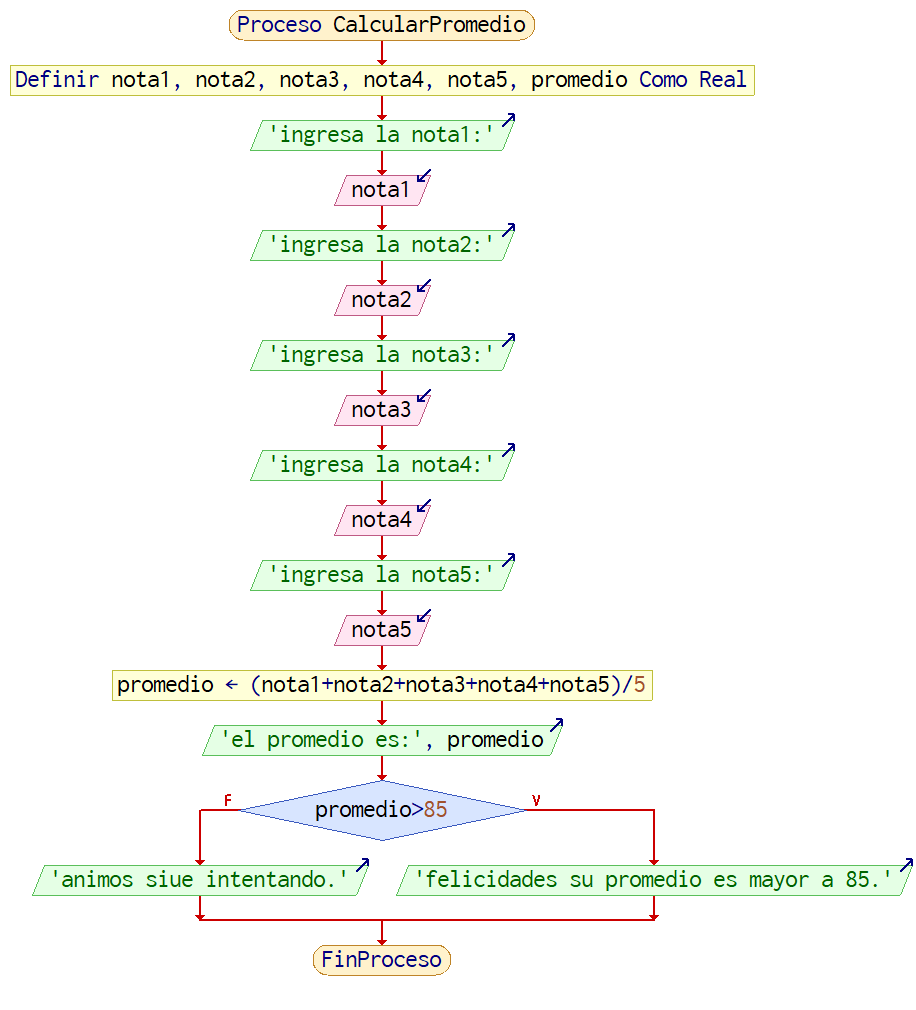 Proceso CalcularPromedio
Definir nota1, nota2, nota3, nota4, nota5, promedio Como Real
'ingresa la nota1:'
nota1
'ingresa la nota2:'
nota2
'ingresa la nota3:'
nota3
'ingresa la nota4:'
nota4
'ingresa la nota5:'
nota5
promedio ← (nota1+nota2+nota3+nota4+nota5)/5
'el promedio es:', promedio
F
V
promedio>85
'animos siue intentando.'
'felicidades su promedio es mayor a 85.'
FinProceso